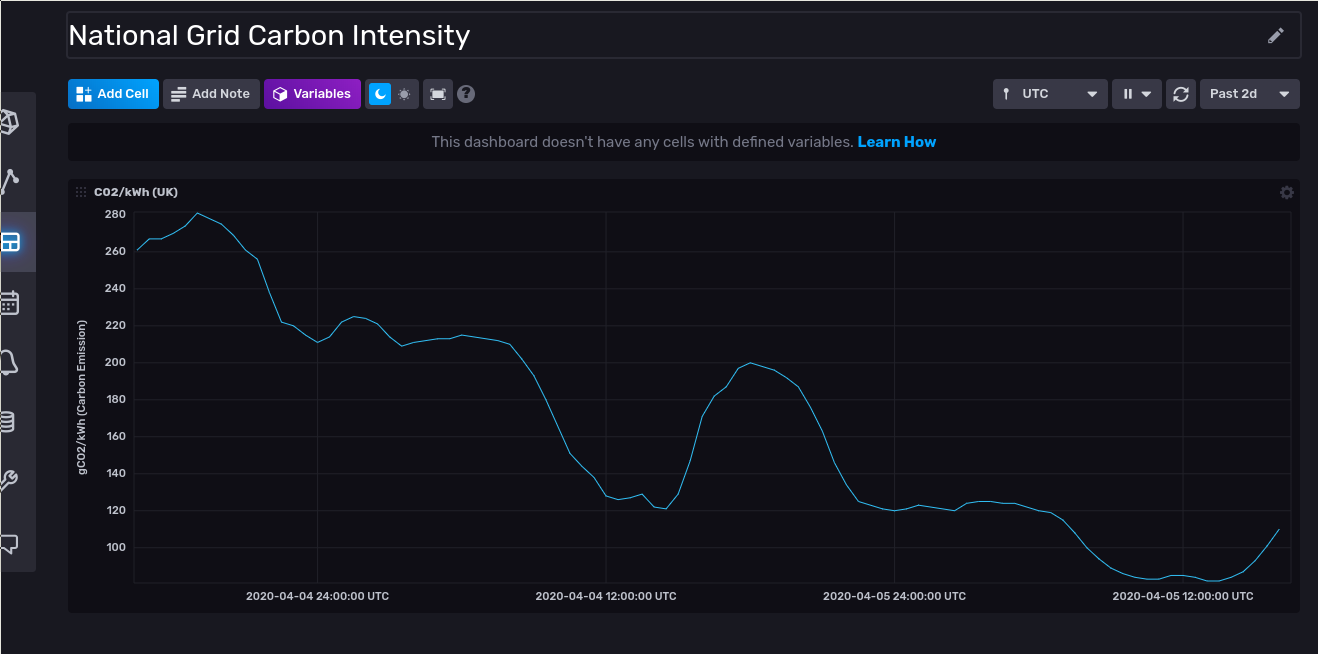 National Grid Carbon Intensity
Add Cell Add Note Variables ? UTC Past 2d
This dashboard doesn't have any cells with defined variables. Learn How
CO2/kWh (UK)
280
260
240
220
200
180
160
140
120
100
gCO2/kWh (Carbon Emission)
2020-04-04 24:00:00 UTC 2020-04-04 12:00:00 UTC 2020-04-05 24:00:00 UTC 2020-04-05 12:00:00 UTC